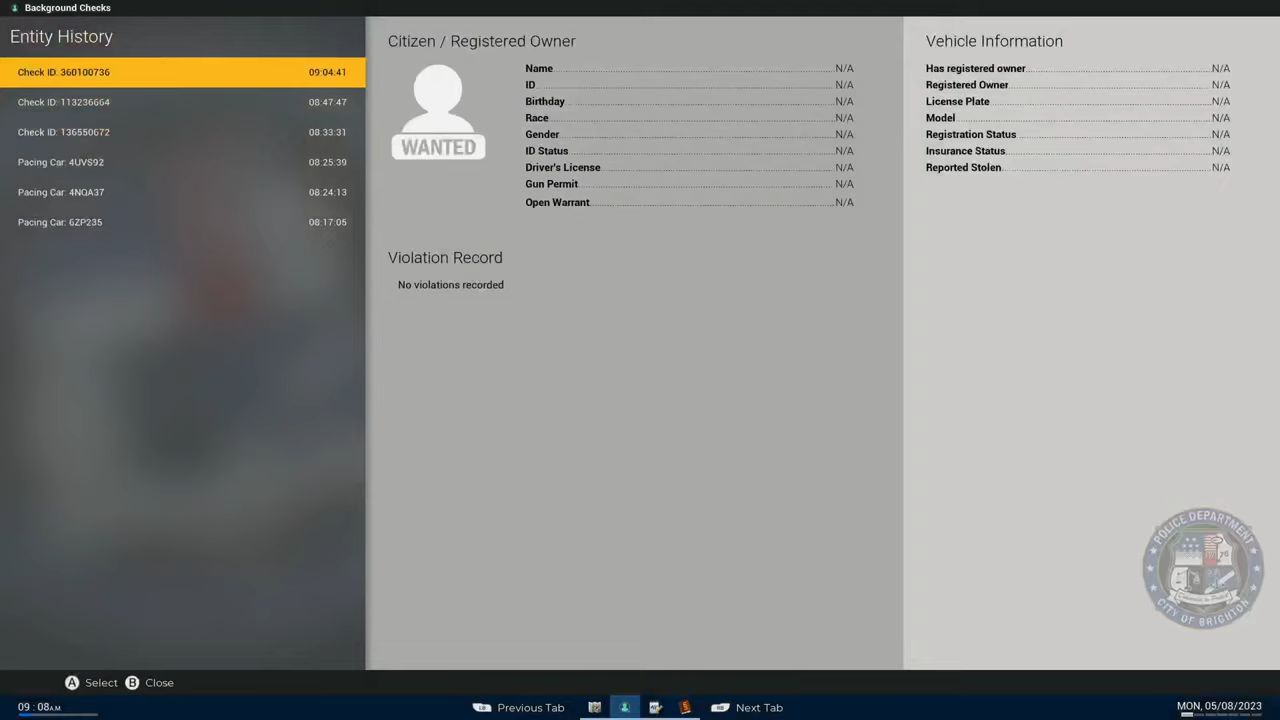 Background Checks
Entity History
Check ID: 360100736 09:04:41
Check ID: 113236664 08:47:47
Check ID: 136550672 08:33:31
Pacing Car: 4UVS92 08:25:39
Pacing Car: 4NQA37 08:24:13
Pacing Car: 6ZP235 08:17:05
Citizen / Registered Owner
WANTED
Name N/A
ID N/A
Birthday N/A
Race N/A
Gender N/A
ID Status N/A
Driver's License N/A
Gun Permit N/A
Open Warrant N/A
Violation Record
No violations recorded
Vehicle Information
Has registered owner N/A
Registered Owner N/A
License Plate N/A
Model N/A
Registration Status N/A
Insurance Status N/A
Reported Stolen N/A
POLICE DEPARTMENT
CITY OF BRIGHTON
A Select B Close
09 : 08 A.M.
LB Previous Tab
RB Next Tab
MON, 05/08/2023